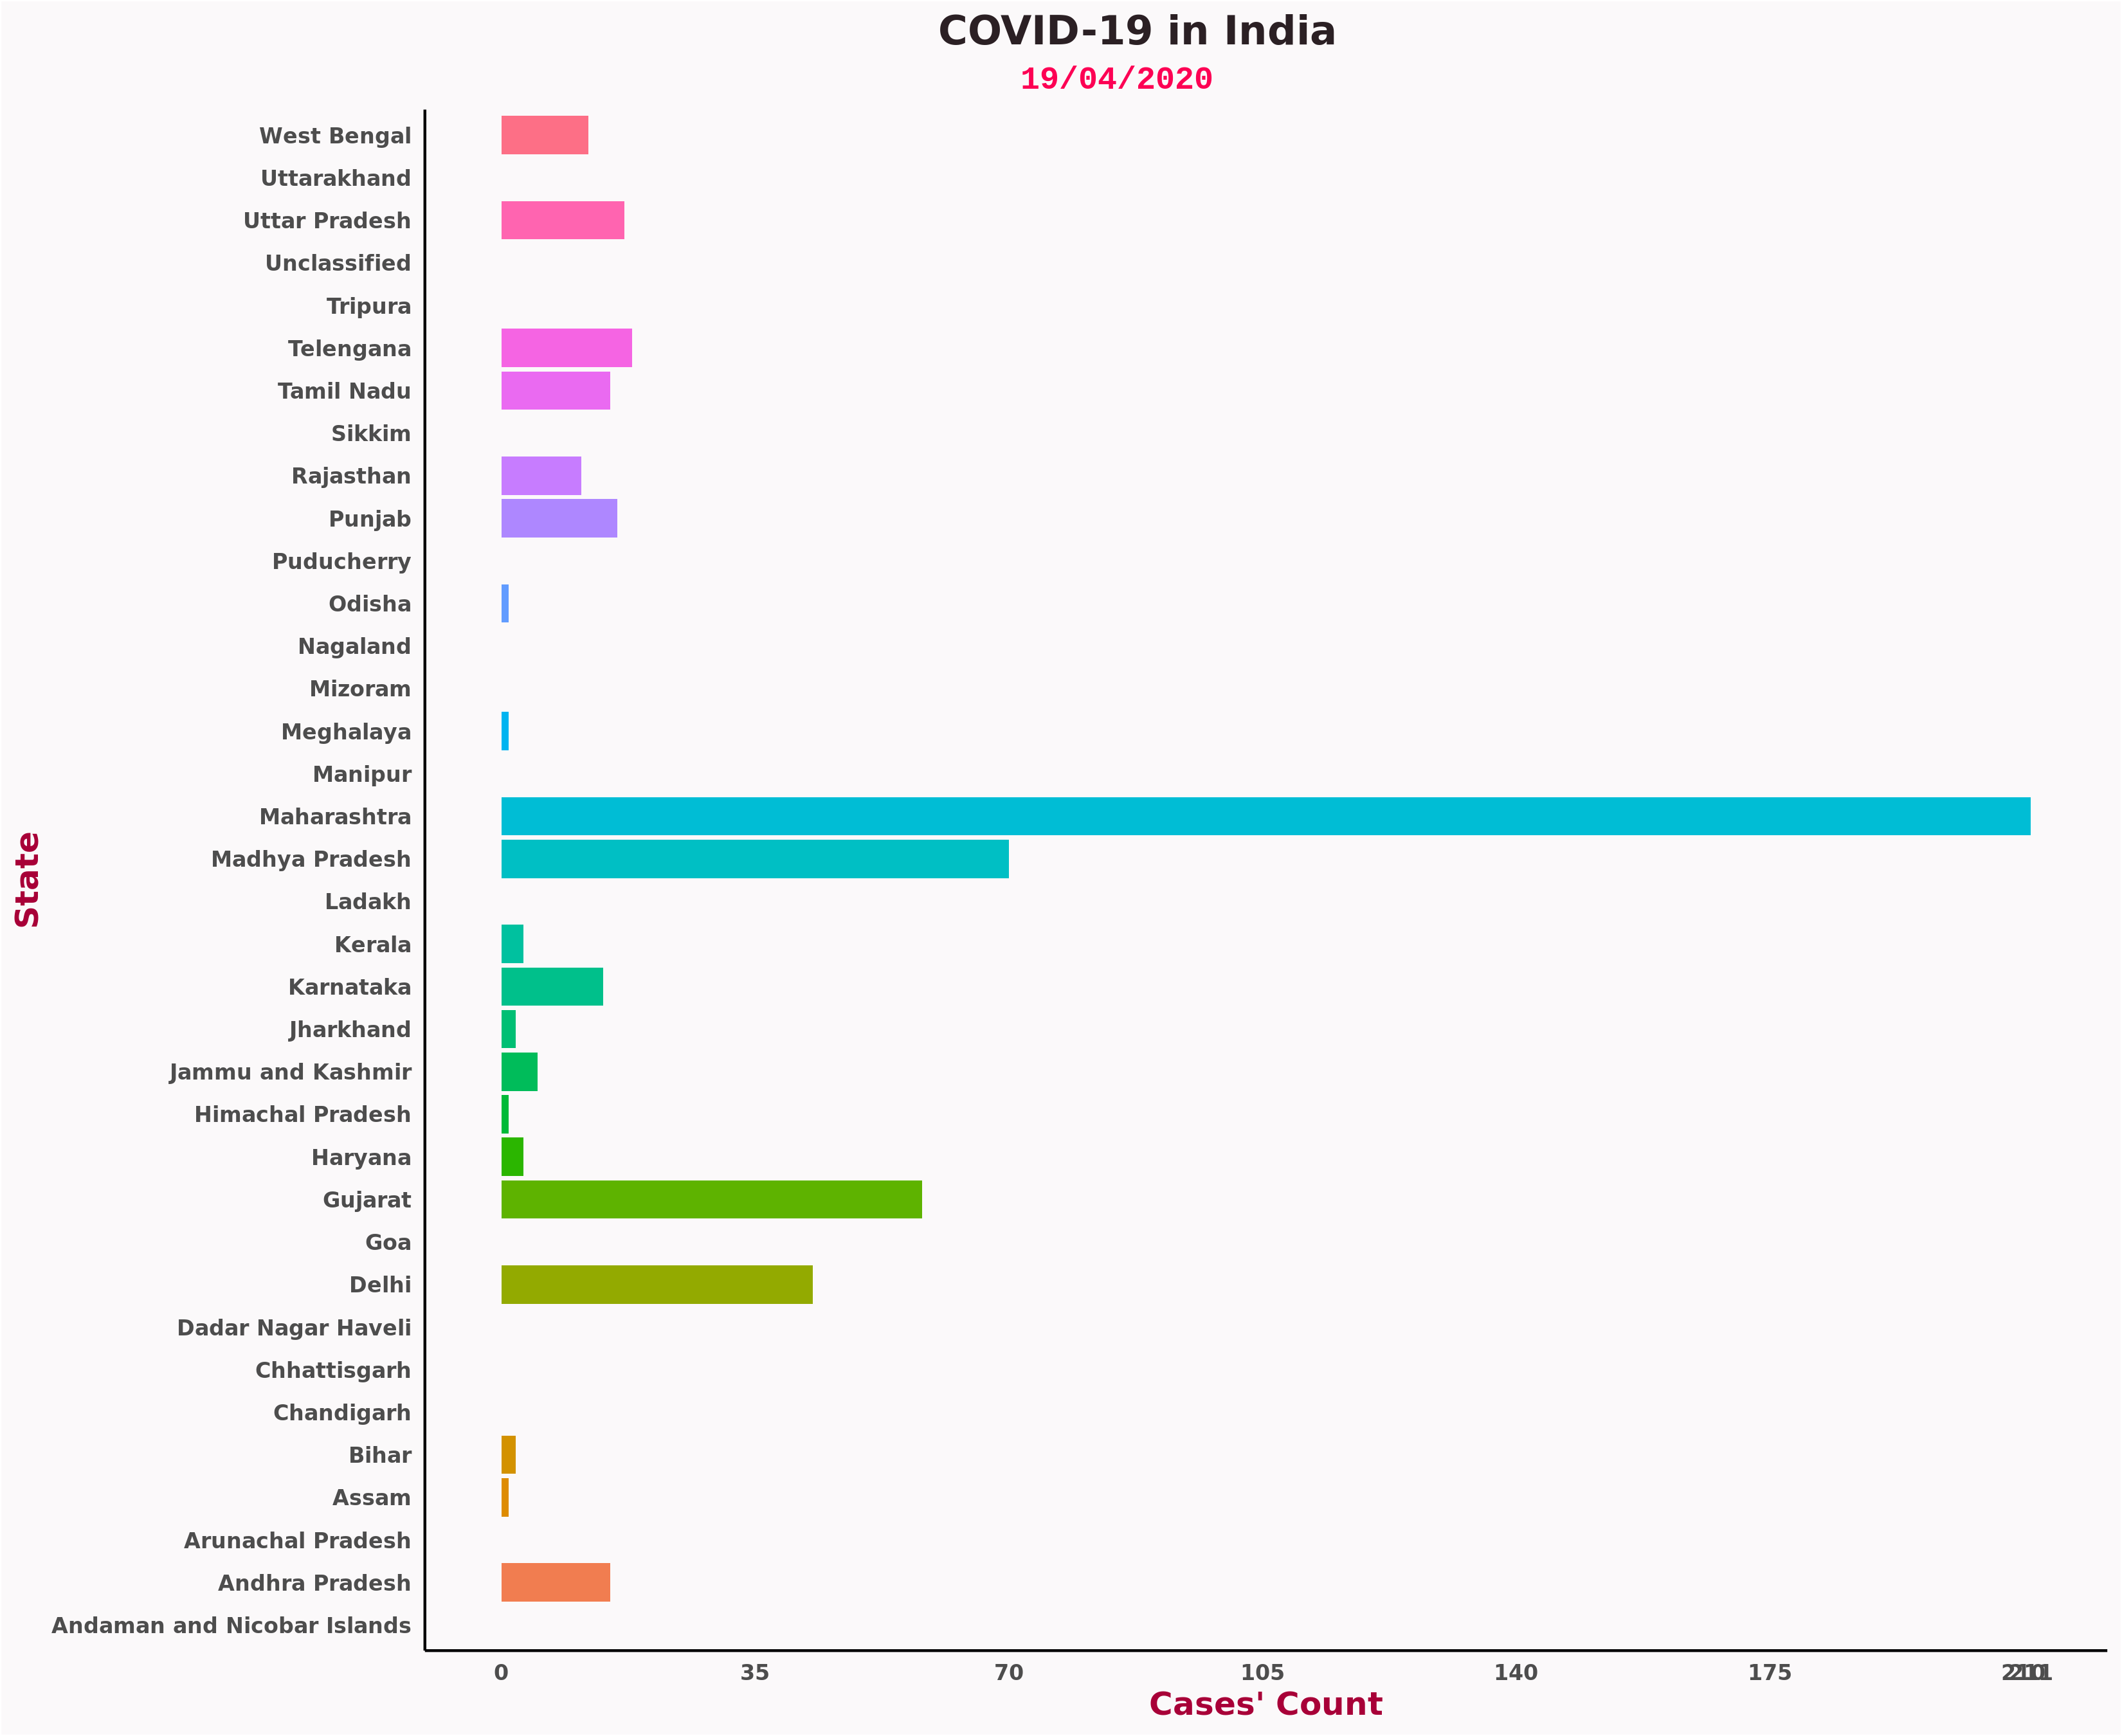 COVID-19 in India
19/04/2020
State
West Bengal
Uttarakhand
Uttar Pradesh
Unclassified
Tripura
Telengana
Tamil Nadu
Sikkim
Rajasthan
Punjab
Puducherry
Odisha
Nagaland
Mizoram
Meghalaya
Manipur
Maharashtra
Madhya Pradesh
Ladakh
Kerala
Karnataka
Jharkhand
Jammu and Kashmir
Himachal Pradesh
Haryana
Gujarat
Goa
Delhi
Dadar Nagar Haveli
Chhattisgarh
Chandigarh
Bihar
Assam
Arunachal Pradesh
Andhra Pradesh
Andaman and Nicobar Islands
0 35 70 105 140 175 210 211
Cases' Count